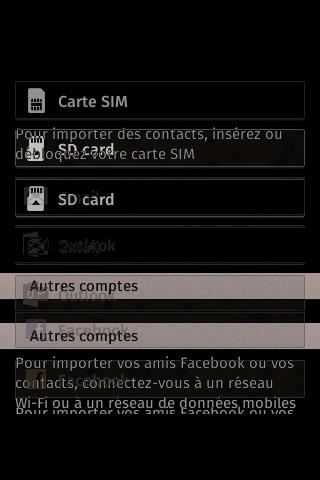 Carte SIM
Pour importer des contacts, insérez ou
débloquez votre carte SIM
SD card
SD card
Outlook
Autres comptes
Outlook
Facebook
Autres comptes
Pour importer vos amis Facebook ou vos
Facebook
contacts, connectez-vous à un réseau
Wi-Fi ou à un réseau de données mobiles
Pour importer vos amis Facebook ou vos